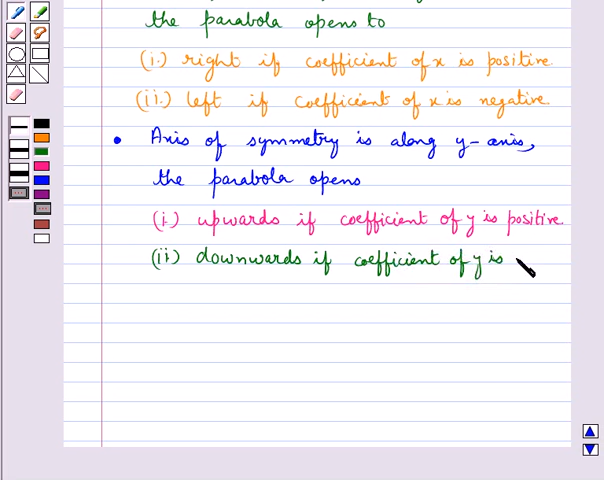 the parabola opens to
(i.) right if coefficient of x is positive.
(ii.) left if coefficient of x is negative.
• Axis of symmetry is along y-axis,
the parabola opens
(i) upwards if coefficient of y is positive.
(ii) downwards if coefficient of y is